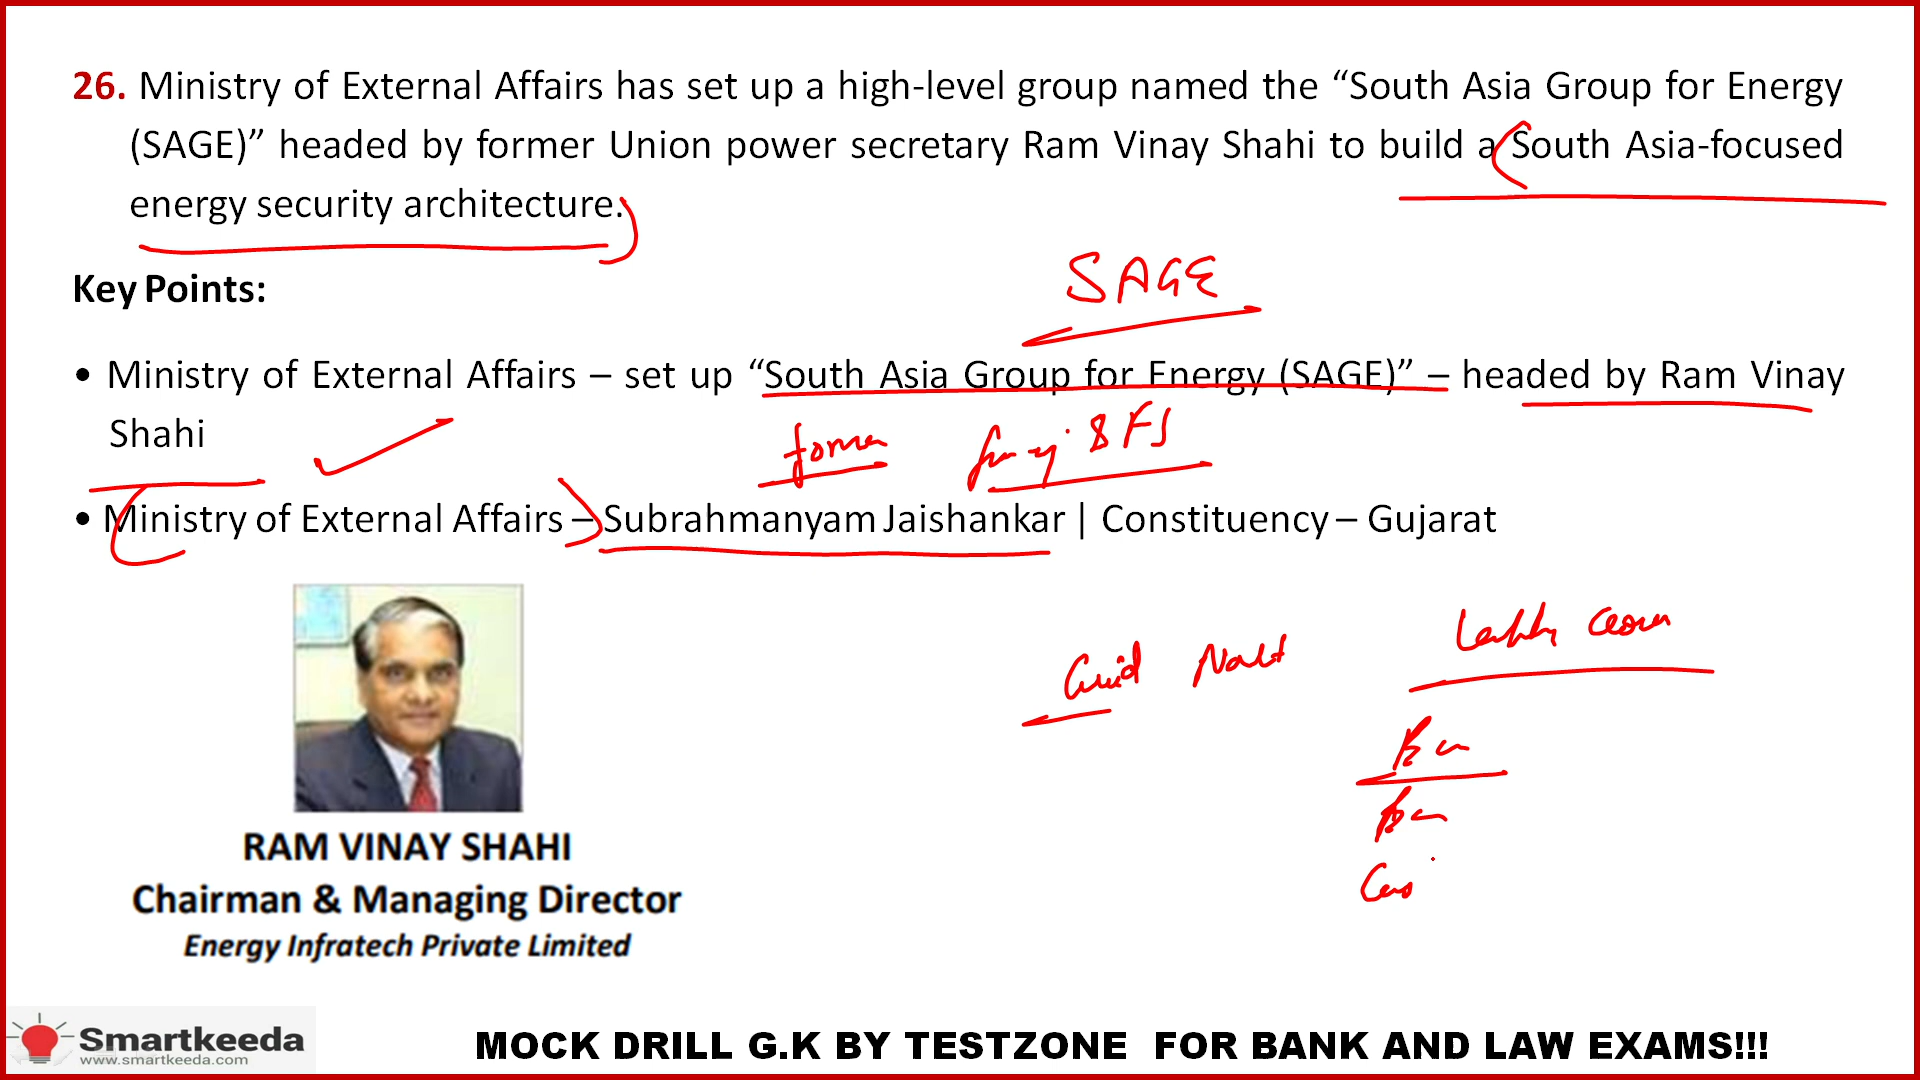 26. Ministry of External Affairs has set up a high-level group named the “South Asia Group for Energy
(SAGE)” headed by former Union power secretary Ram Vinay Shahi to build a South Asia-focused
energy security architecture.
SAGE
Key Points:
• Ministry of External Affairs – set up “South Asia Group for Energy (SAGE)” – headed by Ram Vinay
Shahi
• Ministry of External Affairs – Subrahmanyam Jaishankar | Constituency – Gujarat
RAM VINAY SHAHI
Chairman & Managing Director
Energy Infratech Private Limited
Smartkeeda
www.smartkeeda.com
MOCK DRILL G.K BY TESTZONE FOR BANK AND LAW EXAMS!!!